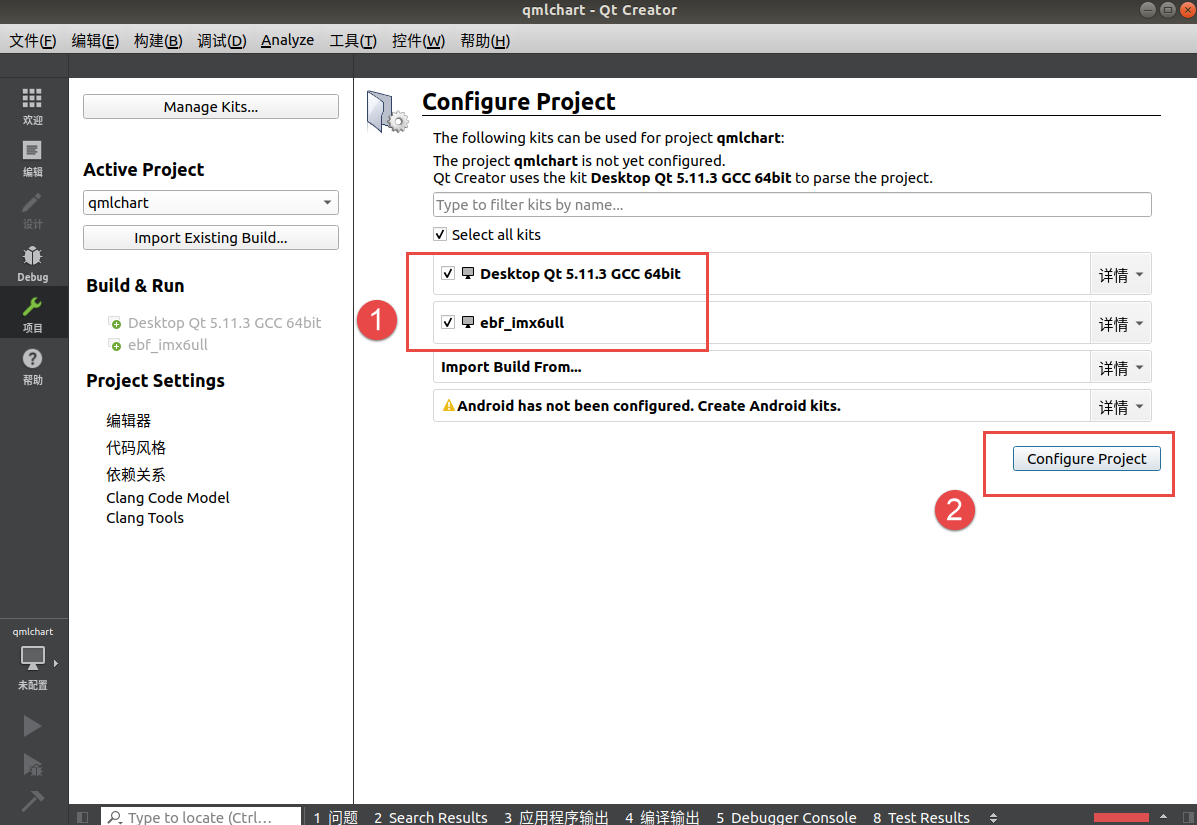 qmlchart - Qt Creator
文件(F) 编辑(E) 构建(B) 调试(D) Analyze 工具(T) 控件(W) 帮助(H)
欢迎
编辑
设计
Debug
项目
帮助
qmlchart
未配置
Manage Kits...
Active Project
qmlchart
Import Existing Build...
Build & Run
Desktop Qt 5.11.3 GCC 64bit
ebf_imx6ull
Project Settings
编辑器
代码风格
依赖关系
Clang Code Model
Clang Tools
Configure Project
The following kits can be used for project qmlchart:
The project qmlchart is not yet configured.
Qt Creator uses the kit Desktop Qt 5.11.3 GCC 64bit to parse the project.
Type to filter kits by name...
Select all kits
1
Desktop Qt 5.11.3 GCC 64bit 详情
ebf_imx6ull 详情
Import Build From... 详情
Android has not been configured. Create Android kits. 详情
Configure Project
2
Type to locate (Ctrl... 1 问题 2 Search Results 3 应用程序输出 4 编译输出 5 Debugger Console 8 Test Results